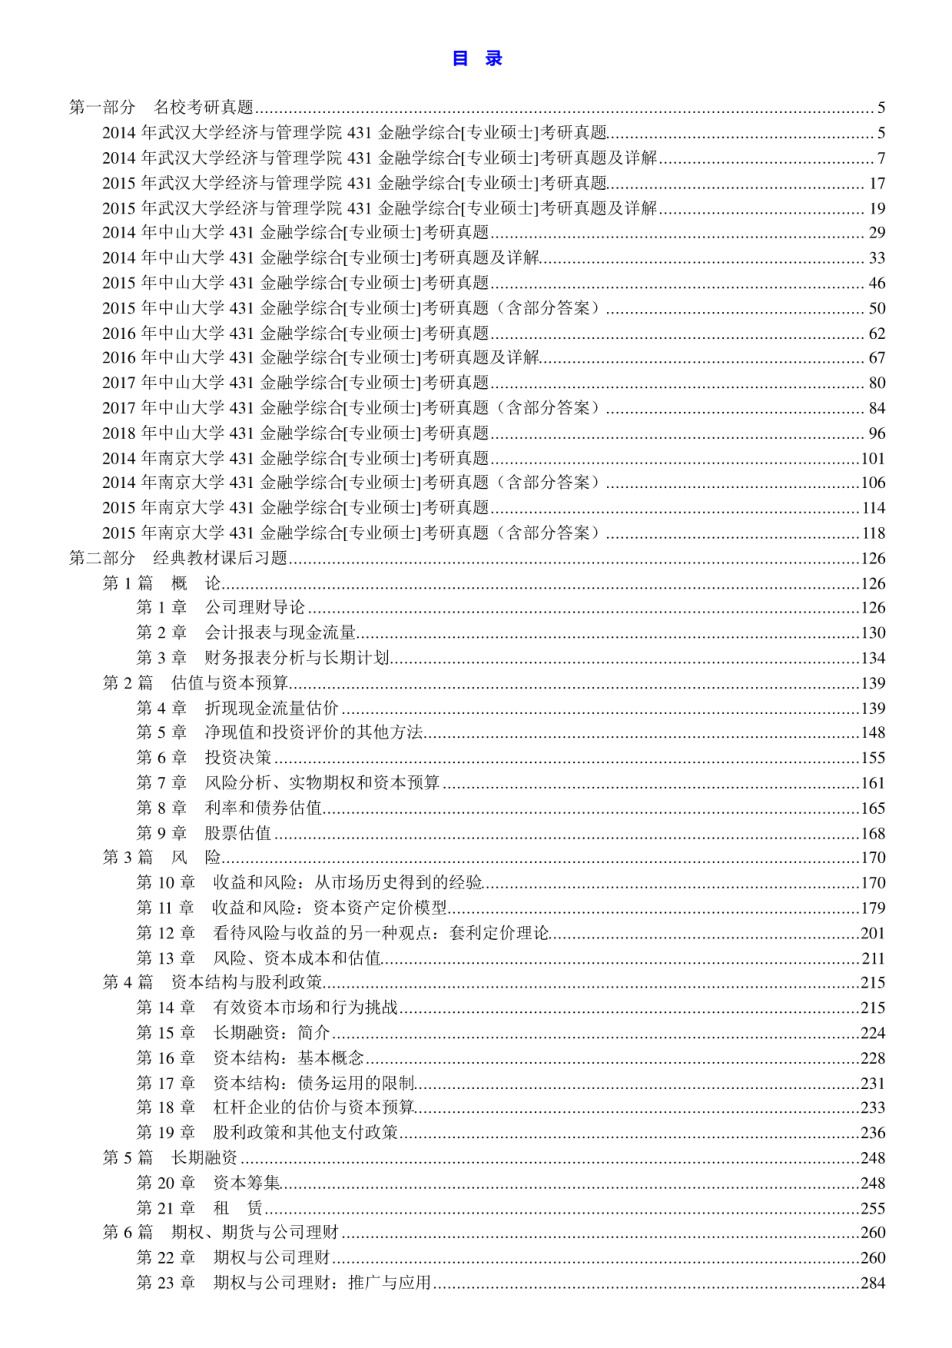 目 录
第一部分 名校考研真题........5
2014 年武汉大学经济与管理学院 431 金融学综合[专业硕士]考研真题........5
2014 年武汉大学经济与管理学院 431 金融学综合[专业硕士]考研真题及详解........7
2015 年武汉大学经济与管理学院 431 金融学综合[专业硕士]考研真题........17
2015 年武汉大学经济与管理学院 431 金融学综合[专业硕士]考研真题及详解........19
2014 年中山大学 431 金融学综合[专业硕士]考研真题........29
2014 年中山大学 431 金融学综合[专业硕士]考研真题及详解........33
2015 年中山大学 431 金融学综合[专业硕士]考研真题........46
2015 年中山大学 431 金融学综合[专业硕士]考研真题（含部分答案）........50
2016 年中山大学 431 金融学综合[专业硕士]考研真题........62
2016 年中山大学 431 金融学综合[专业硕士]考研真题及详解........67
2017 年中山大学 431 金融学综合[专业硕士]考研真题........80
2017 年中山大学 431 金融学综合[专业硕士]考研真题（含部分答案）........84
2018 年中山大学 431 金融学综合[专业硕士]考研真题........96
2014 年南京大学 431 金融学综合[专业硕士]考研真题........101
2014 年南京大学 431 金融学综合[专业硕士]考研真题（含部分答案）........106
2015 年南京大学 431 金融学综合[专业硕士]考研真题........114
2015 年南京大学 431 金融学综合[专业硕士]考研真题（含部分答案）........118
第二部分 经典教材课后习题........126
第 1 篇 概 论........126
第 1 章 公司理财导论........126
第 2 章 会计报表与现金流量........130
第 3 章 财务报表分析与长期计划........134
第 2 篇 估值与资本预算........139
第 4 章 折现现金流量估价........139
第 5 章 净现值和投资评价的其他方法........148
第 6 章 投资决策........155
第 7 章 风险分析、实物期权和资本预算........161
第 8 章 利率和债券估值........165
第 9 章 股票估值........168
第 3 篇 风 险........170
第 10 章 收益和风险：从市场历史得到的经验........170
第 11 章 收益和风险：资本资产定价模型........179
第 12 章 看待风险与收益的另一种观点：套利定价理论........201
第 13 章 风险、资本成本和估值........211
第 4 篇 资本结构与股利政策........215
第 14 章 有效资本市场和行为挑战........215
第 15 章 长期融资：简介........224
第 16 章 资本结构：基本概念........228
第 17 章 资本结构：债务运用的限制........231
第 18 章 杠杆企业的估价与资本预算........233
第 19 章 股利政策和其他支付政策........236
第 5 篇 长期融资........248
第 20 章 资本筹集........248
第 21 章 租 赁........255
第 6 篇 期权、期货与公司理财........260
第 22 章 期权与公司理财........260
第 23 章 期权与公司理财：推广与应用........284